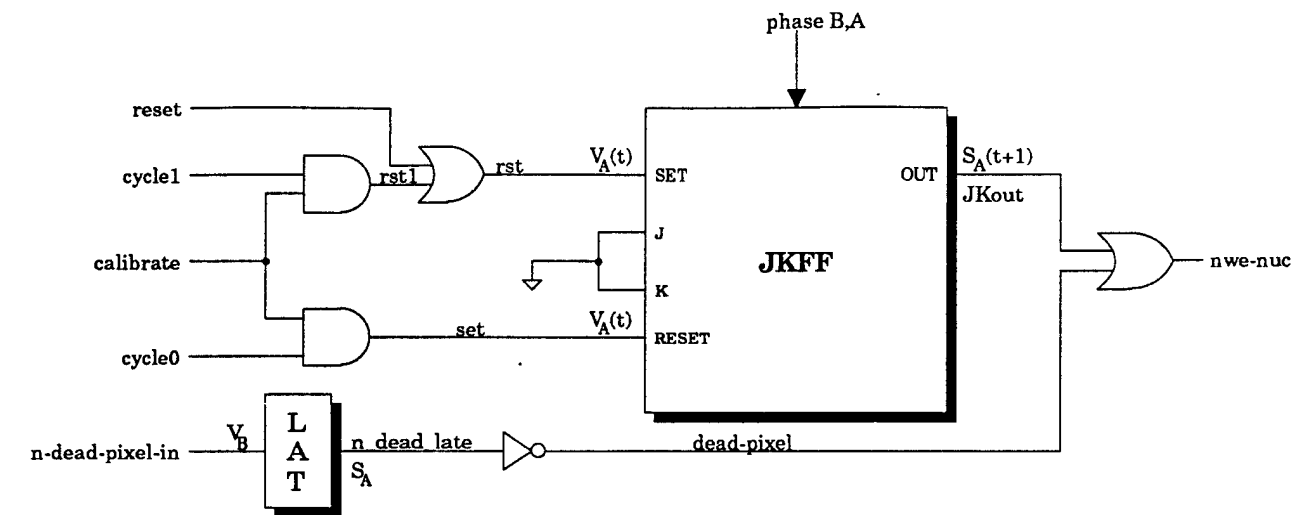 phase B,A
reset
cycle1
rst1
rst
V_A(t)
SET
OUT
S_A(t+1)
JKout
calibrate
J
K
JKFF
nwe-nuc
cycle0
set
V_A(t)
RESET
n-dead-pixel-in
V_B
LAT
n_dead_late
S_A
dead-pixel